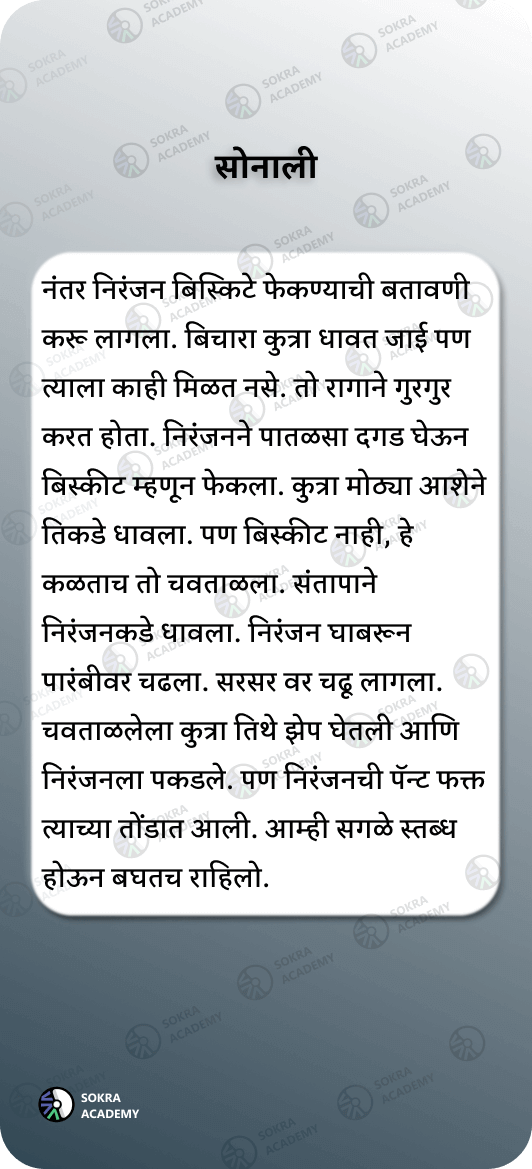 सोनाली
नंतर निरंजन बिस्किटे फेकण्याची बतावणी
करू लागला. बिचारा कुत्रा धावत जाई पण
त्याला काही मिळत नसे. तो रागाने गुरगुर
करत होता. निरंजनने पातळसा दगड घेऊन
बिस्कीट म्हणून फेकला. कुत्रा मोठ्या आशेने
तिकडे धावला. पण बिस्कीट नाही, हे
कळताच तो चवताळला. संतापाने
निरंजनकडे धावला. निरंजन घाबरून
पारंबीवर चढला. सरसर वर चढू लागला.
चवताळलेला कुत्रा तिथे झेप घेतली आणि
निरंजनला पकडले. पण निरंजनची पॅन्ट फक्त
त्याच्या तोंडात आली. आम्ही सगळे स्तब्ध
होऊन बघतच राहिलो.
SOKRA
ACADEMY